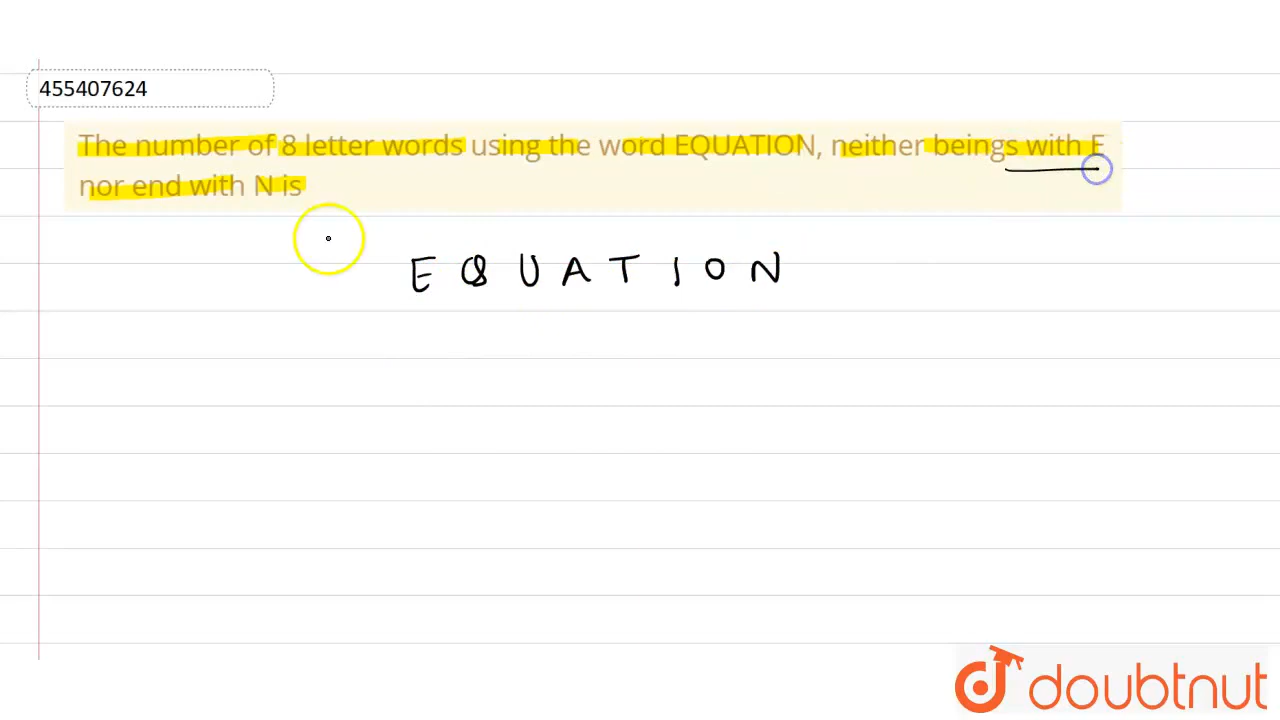 455407624
The number of 8 letter words using the word EQUATION, neither beings with E
nor end with N is
E Q U A T I O N
doubtnut